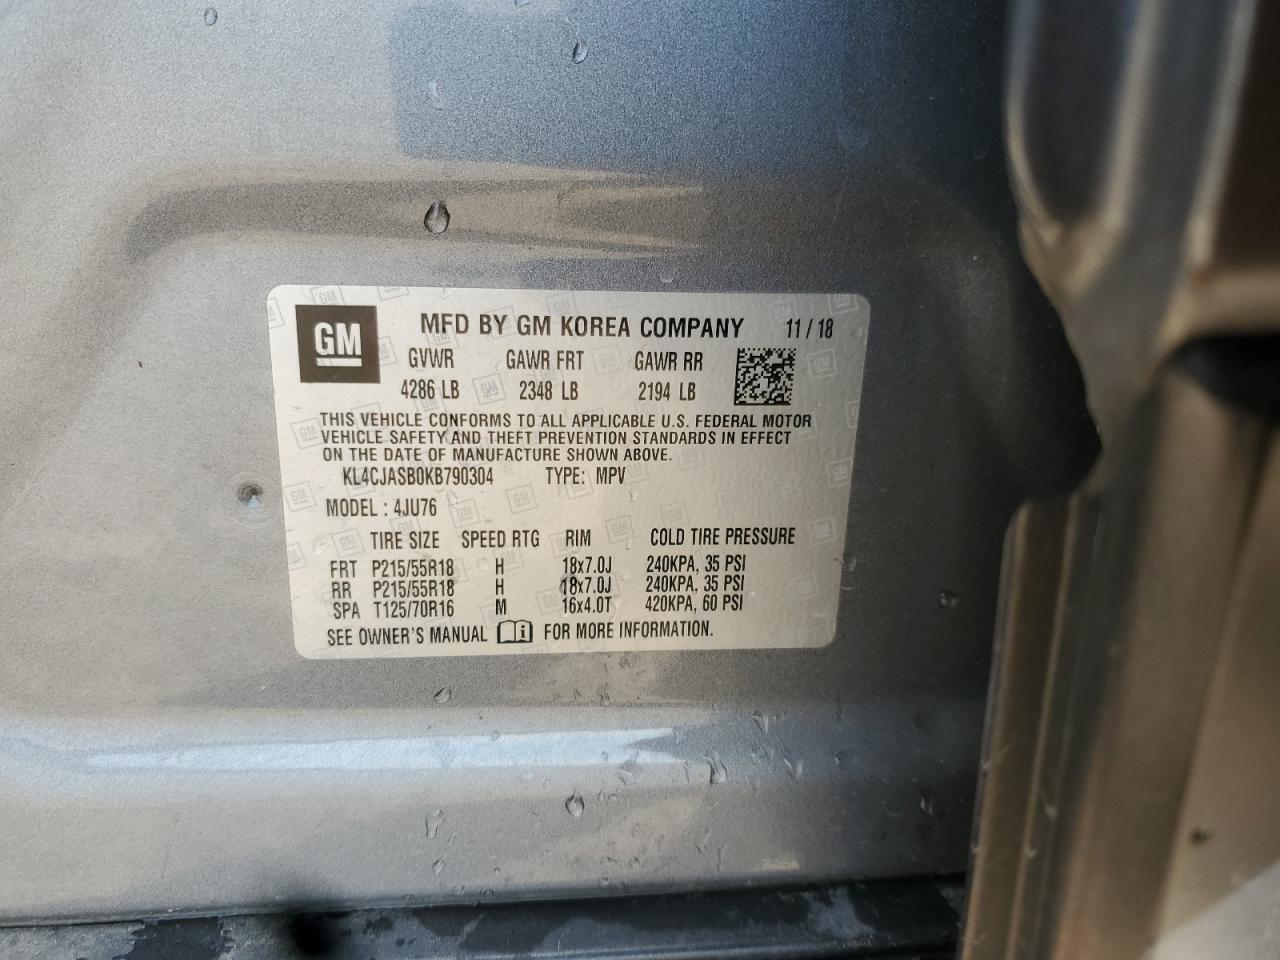 GM MFD BY GM KOREA COMPANY 11/18
GVWR GAWR FRT GAWR RR
4286 LB 2348 LB 2194 LB
THIS VEHICLE CONFORMS TO ALL APPLICABLE U.S. FEDERAL MOTOR
VEHICLE SAFETY AND THEFT PREVENTION STANDARDS IN EFFECT
ON THE DATE OF MANUFACTURE SHOWN ABOVE.
KL4CJASB0KB790304 TYPE: MPV
MODEL : 4JU76
TIRE SIZE SPEED RTG RIM COLD TIRE PRESSURE
FRT P215/55R18 H 18x7.0J 240KPA, 35 PSI
RR P215/55R18 H 18x7.0J 240KPA, 35 PSI
SPA T125/70R16 M 16x4.0T 420KPA, 60 PSI
SEE OWNER'S MANUAL i FOR MORE INFORMATION.